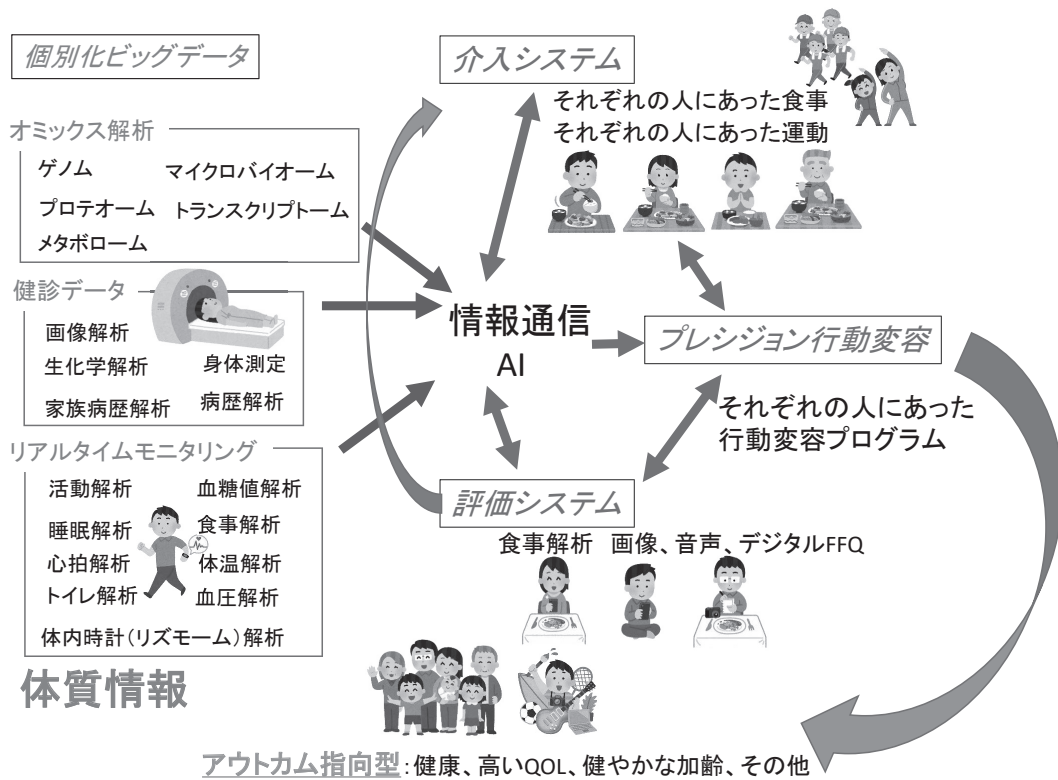 個別化ビッグデータ
オミックス解析
ゲノム マイクロバイオーム
プロテオーム トランスクリプトーム
メタボローム
健診データ
画像解析
生化学解析 身体測定
家族病歴解析 病歴解析
リアルタイムモニタリング
活動解析 血糖値解析
睡眠解析 食事解析
心拍解析 体温解析
トイレ解析 血圧解析
体内時計(リズモーム)解析
体質情報
介入システム
それぞれの人にあった食事
それぞれの人にあった運動
情報通信
AI
プレシジョン行動変容
それぞれの人にあった
行動変容プログラム
評価システム
食事解析 画像、音声、デジタルFFQ
アウトカム指向型:健康、高いQOL、健やかな加齢、その他